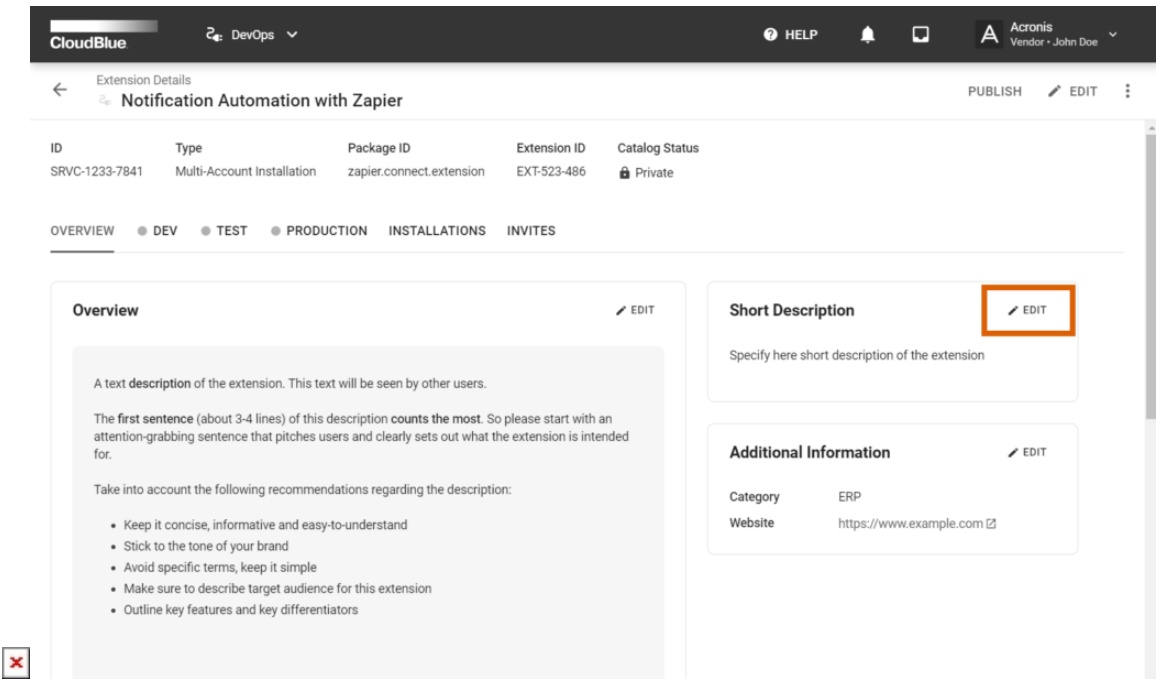 CloudBlue
DevOps
HELP
Acronis
Vendor • John Doe
Extension Details
Notification Automation with Zapier
PUBLISH
EDIT
ID
Type
Package ID
Extension ID
Catalog Status
SRVC-1233-7841
Multi-Account Installation
zapier.connect.extension
EXT-523-486
Private
OVERVIEW
DEV
TEST
PRODUCTION
INSTALLATIONS
INVITES
Overview
EDIT
A text description of the extension. This text will be seen by other users.
The first sentence (about 3-4 lines) of this description counts the most. So please start with an
attention-grabbing sentence that pitches users and clearly sets out what the extension is intended
for.
Take into account the following recommendations regarding the description:
• Keep it concise, informative and easy-to-understand
• Stick to the tone of your brand
• Avoid specific terms, keep it simple
• Make sure to describe target audience for this extension
• Outline key features and key differentiators
Short Description
EDIT
Specify here short description of the extension
Additional Information
EDIT
Category
ERP
Website
https://www.example.com